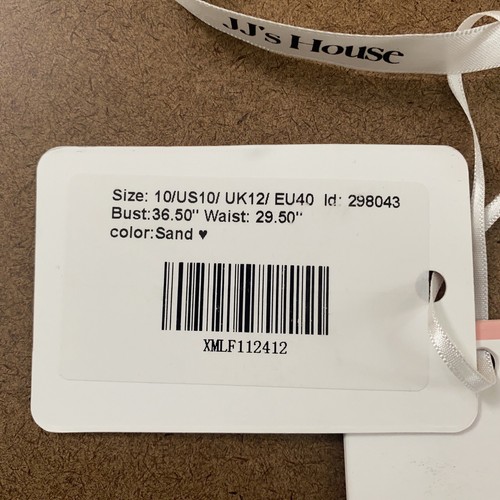 JJ's House
Size: 10/US10/ UK12/ EU40 Id: 298043
Bust:36.50" Waist: 29.50"
color:Sand ♥
XMLF112412